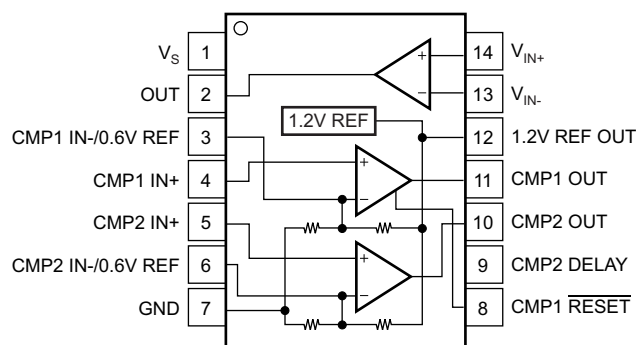 V_S 1 14 V_IN+
OUT 2 13 V_IN-
1.2V REF
CMP1 IN-/0.6V REF 3 12 1.2V REF OUT
CMP1 IN+ 4 11 CMP1 OUT
CMP2 IN+ 5 10 CMP2 OUT
CMP2 IN-/0.6V REF 6 9 CMP2 DELAY
GND 7 8 CMP1 RESET
+
−
+
−
+
−